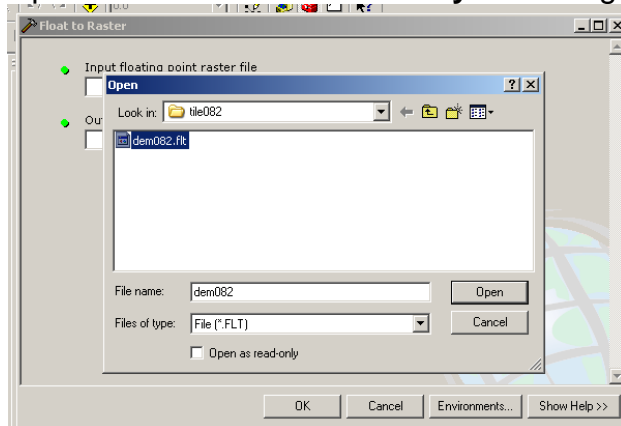 Float to Raster
Input floating point raster file
Open
Look in: tile082
dem082.flt
File name: dem082
Open
Files of type: File (*.FLT)
Cancel
Open as read-only
OK Cancel Environments... Show Help >>